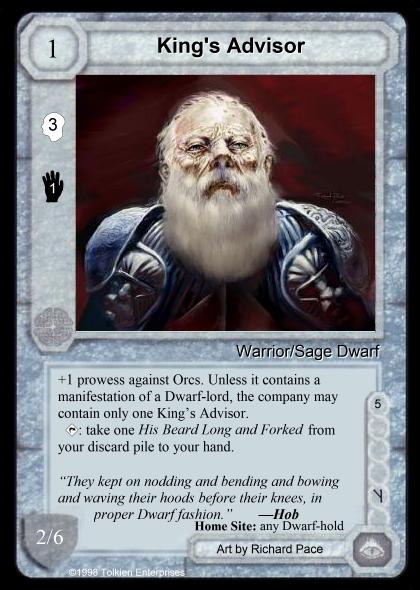 1
King's Advisor
3
1
Warrior/Sage Dwarf
+1 prowess against Orcs. Unless it contains a
manifestation of a Dwarf-lord, the company may
contain only one King's Advisor.
: take one His Beard Long and Forked from
your discard pile to your hand.
5
“They kept on nodding and bending and bowing
and waving their hoods before their knees, in
proper Dwarf fashion.” —Hob
Home Site: any Dwarf-hold
2/6
Art by Richard Pace
©1998 Tolkien Enterprises